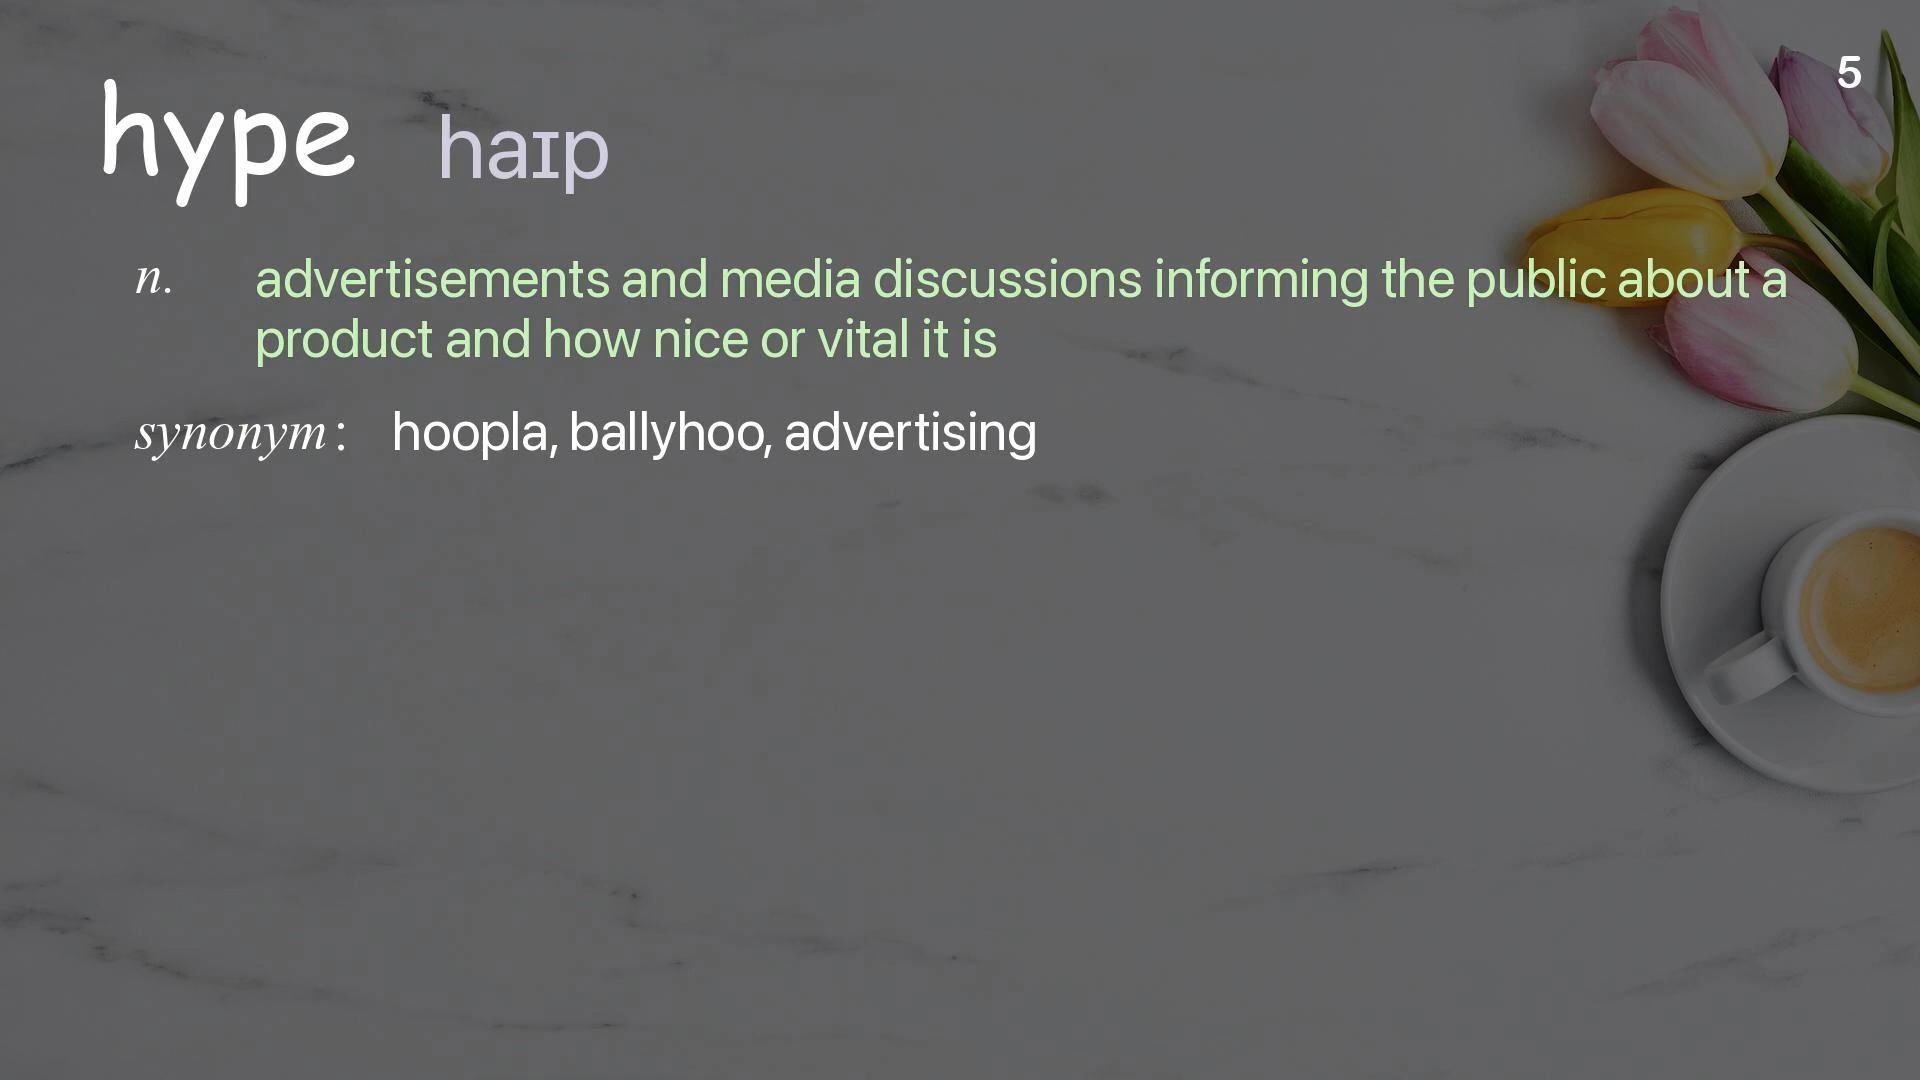 5
hype haɪp
n. advertisements and media discussions informing the public about a
product and how nice or vital it is
synonym: hoopla, ballyhoo, advertising